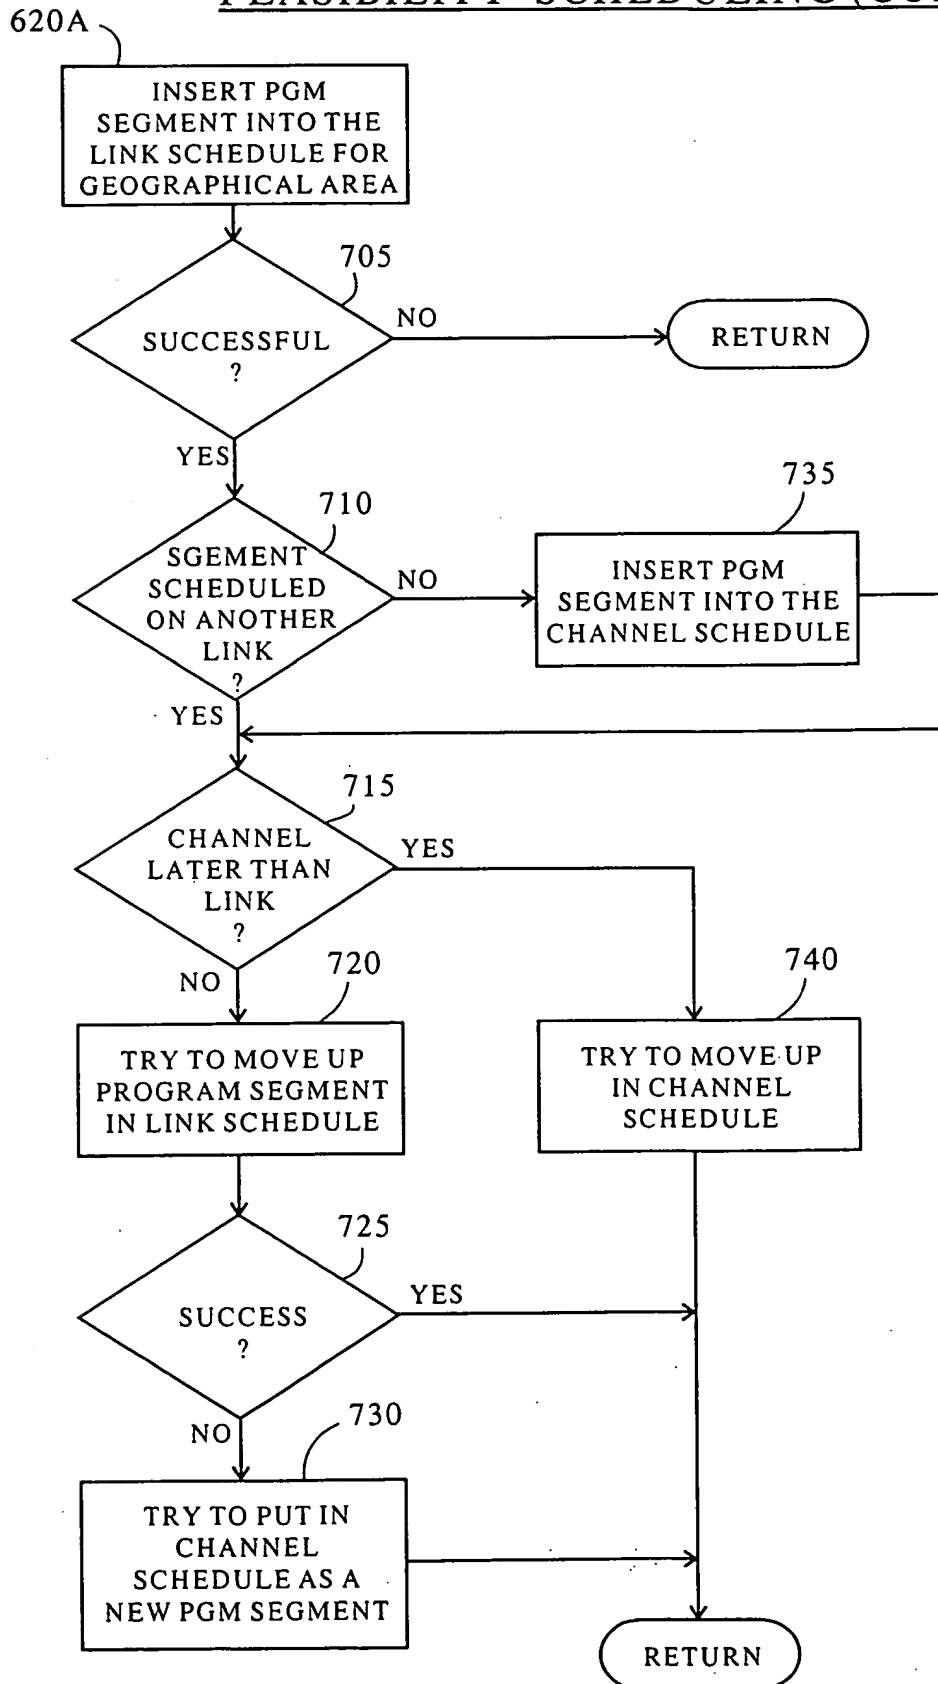 620A
INSERT PGM
SEGMENT INTO THE
LINK SCHEDULE FOR
GEOGRAPHICAL AREA
705
SUCCESSFUL
?
NO
RETURN
YES
710
735
SGEMENT
SCHEDULED
ON ANOTHER
LINK
?
NO
INSERT PGM
SEGMENT INTO THE
CHANNEL SCHEDULE
YES
715
CHANNEL
LATER THAN
LINK
?
YES
NO
720
740
TRY TO MOVE UP
PROGRAM SEGMENT
IN LINK SCHEDULE
TRY TO MOVE UP
IN CHANNEL
SCHEDULE
725
SUCCESS
?
YES
NO
730
TRY TO PUT IN
CHANNEL
SCHEDULE AS A
NEW PGM SEGMENT
RETURN